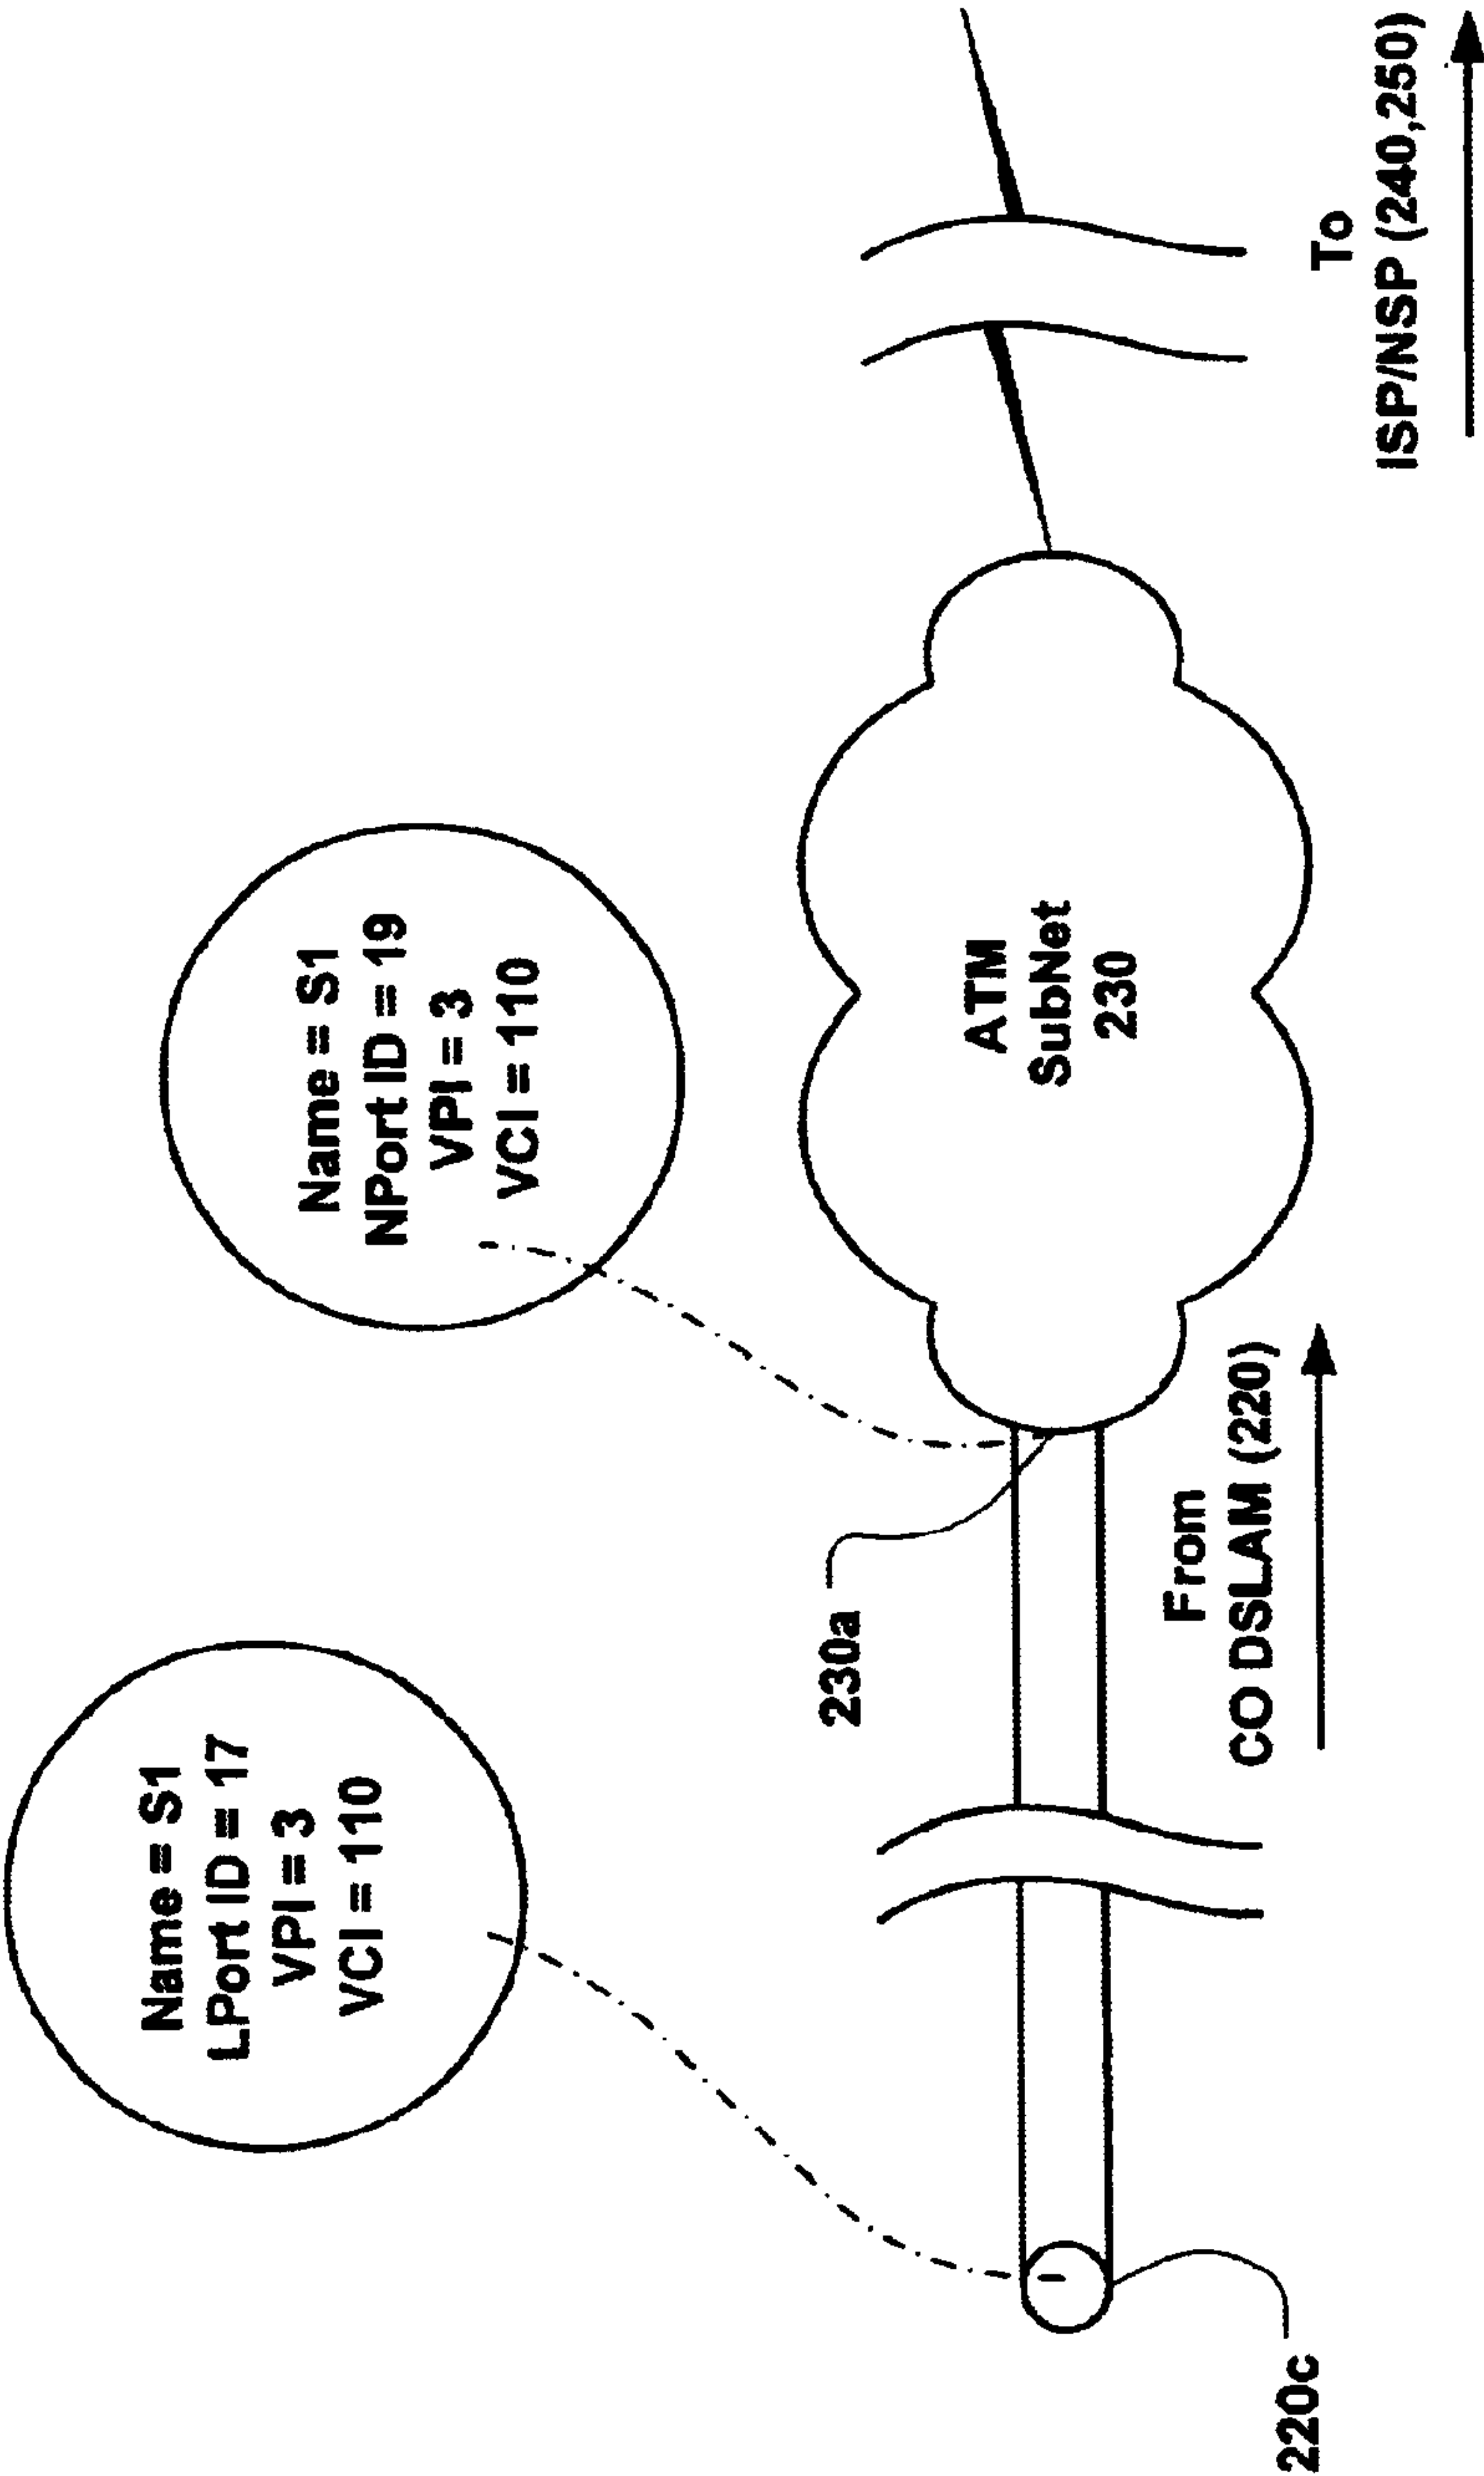 Name = S1
LPort ID = 17
VPI = 3
VCI = 110
Name = S1
NPort ID = 19
VPI = 3
VCI = 110
230a
ATM
SubNet
230
220c
From
CO DSLAM (220)
To
ISP/NSP (240,250)